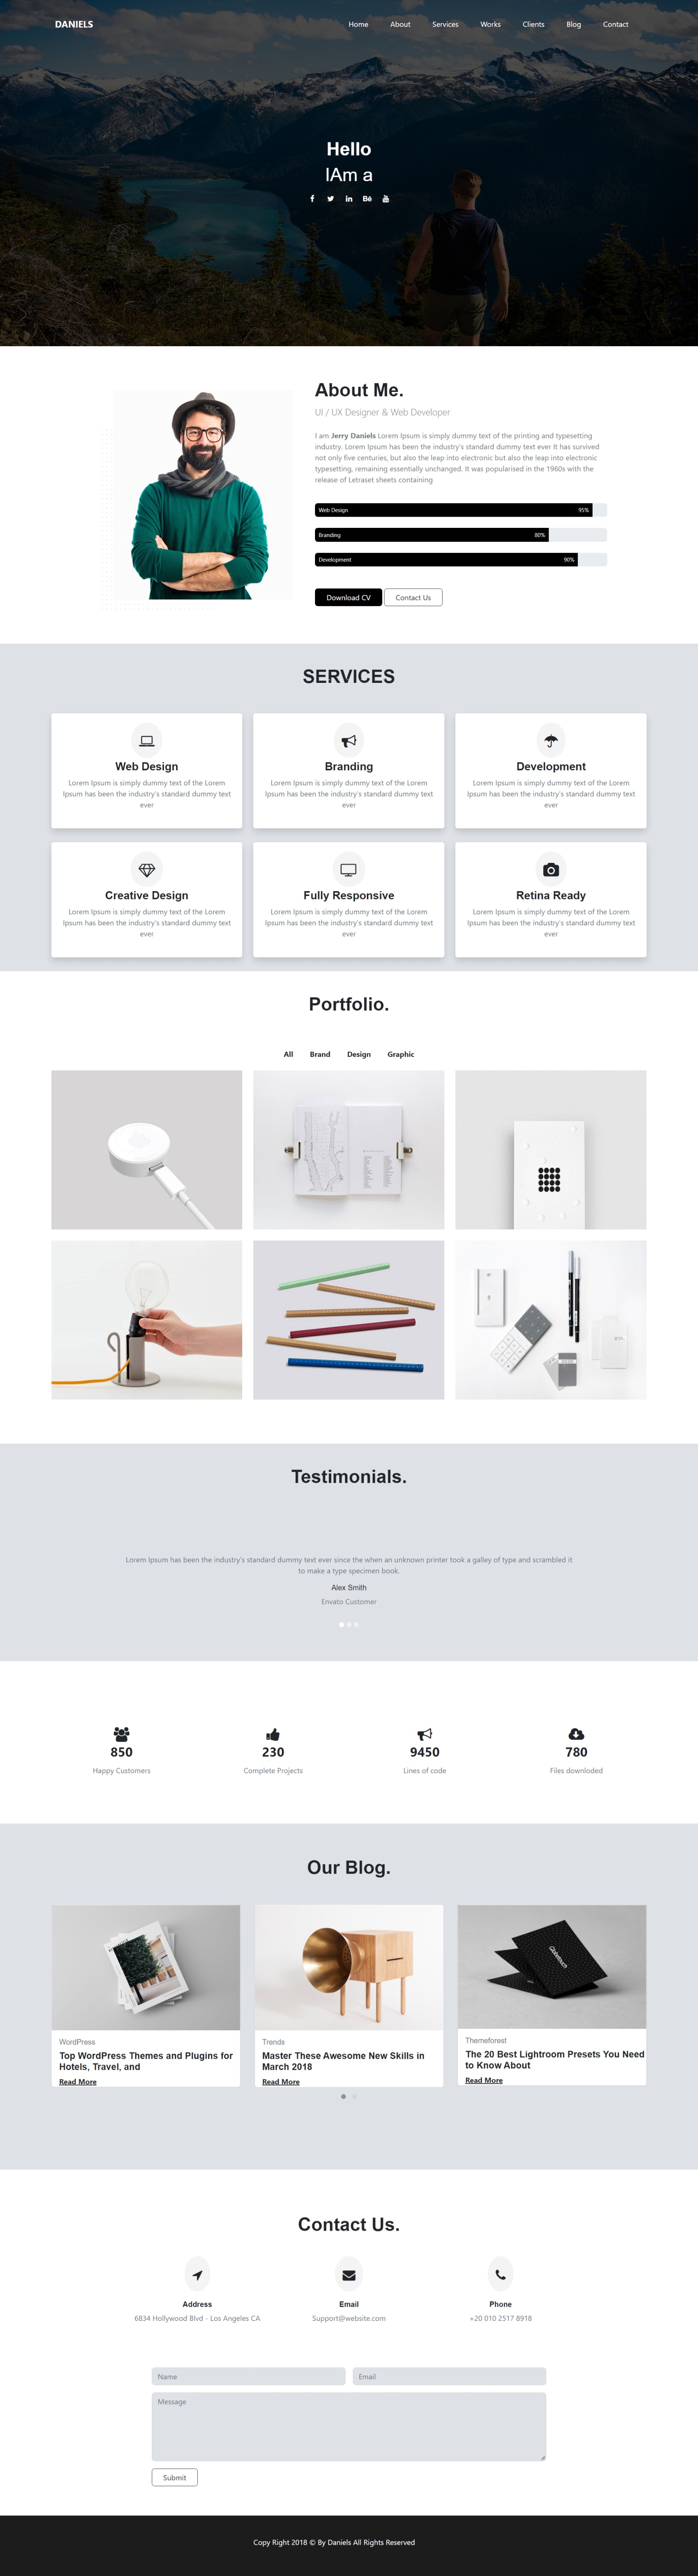 DANIELS
Home About Services Works Clients Blog Contact
Hello
IAm a
About Me.
UI / UX Designer & Web Developer
I am Jerry Daniels Lorem Ipsum is simply dummy text of the printing and typesetting
industry. Lorem Ipsum has been the industry's standard dummy text ever It has survived
not only five centuries, but also the leap into electronic but also the leap into electronic
typesetting, remaining essentially unchanged. It was popularised in the 1960s with the
release of Letraset sheets containing
Web Design 95%
Branding 80%
Development 90%
Download CV Contact Us
SERVICES
Web Design
Lorem Ipsum is simply dummy text of the Lorem
Ipsum has been the industry's standard dummy text
ever
Branding
Lorem Ipsum is simply dummy text of the Lorem
Ipsum has been the industry's standard dummy text
ever
Development
Lorem Ipsum is simply dummy text of the Lorem
Ipsum has been the industry's standard dummy text
ever
Creative Design
Lorem Ipsum is simply dummy text of the Lorem
Ipsum has been the industry's standard dummy text
ever
Fully Responsive
Lorem Ipsum is simply dummy text of the Lorem
Ipsum has been the industry's standard dummy text
ever
Retina Ready
Lorem Ipsum is simply dummy text of the Lorem
Ipsum has been the industry's standard dummy text
ever
Portfolio.
All Brand Design Graphic
Testimonials.
Lorem Ipsum has been the industry's standard dummy text ever since the when an unknown printer took a galley of type and scrambled it
to make a type specimen book.
Alex Smith
Envato Customer
850
Happy Customers
230
Complete Projects
9450
Lines of code
780
Files downloded
Our Blog.
WordPress
Top WordPress Themes and Plugins for
Hotels, Travel, and
Read More
Trends
Master These Awesome New Skills in
March 2018
Read More
Themeforest
The 20 Best Lightroom Presets You Need
to Know About
Read More
Contact Us.
Address
6834 Hollywood Blvd - Los Angeles CA
Email
Support@website.com
Phone
+20 010 2517 8918
Name
Email
Message
Submit
Copy Right 2018 © By Daniels All Rights Reserved